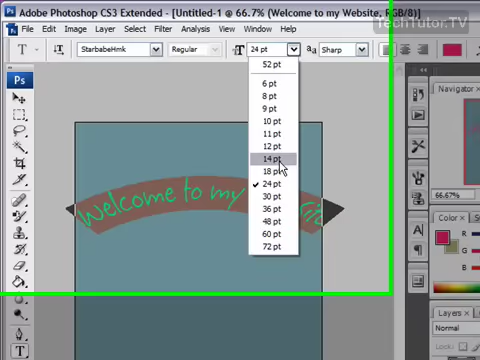 TechTutor.TV
Adobe Photoshop CS3 Extended - [Untitled-1 @ 66.7% (Welcome to my Website, RGB/8)]
File Edit Image Layer Select Filter Analysis View Window Help
T StarbabeHmk Regular T 24 pt aa Sharp
52 pt
6 pt
8 pt
9 pt
10 pt
11 pt
12 pt
14 pt
18 pt
24 pt
30 pt
36 pt
48 pt
60 pt
72 pt
Ps
Welcome to my
Navigator
66.67%
Color
R
G
B
A
Layers
Normal
T